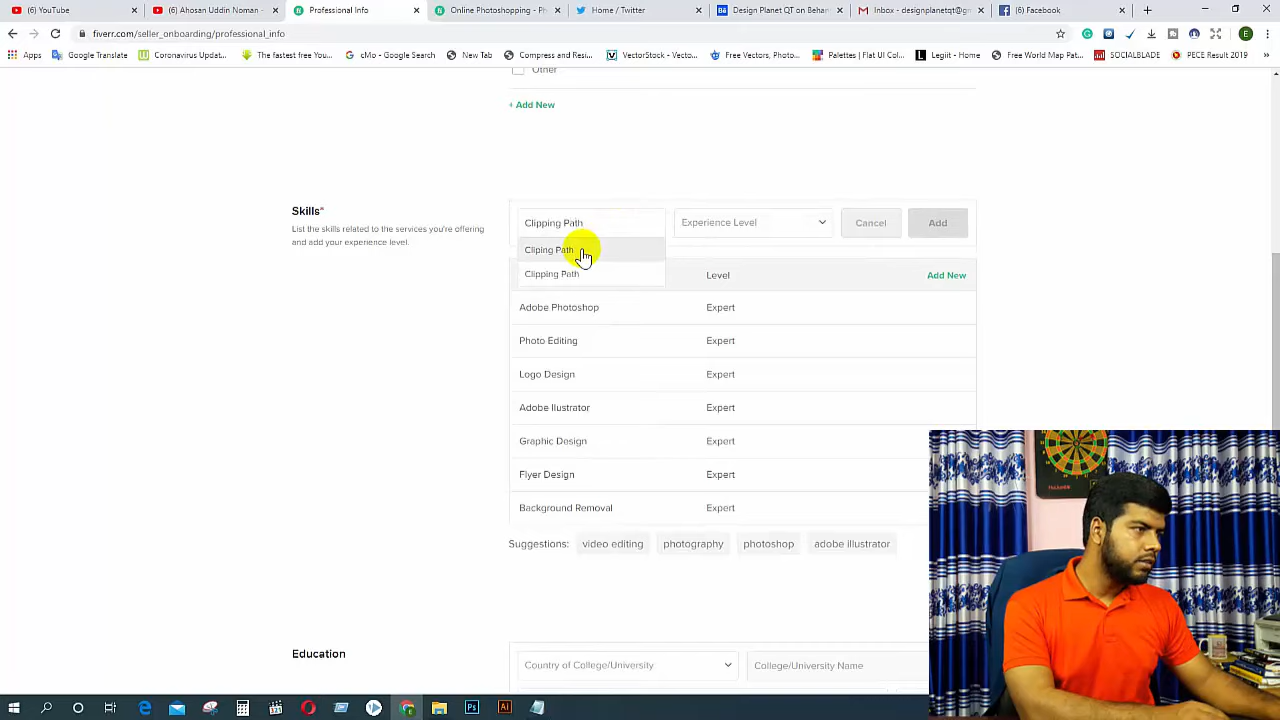 (6) YouTube
(6) Ahosan Uddin Noman -
Professional Info
Online Photoshopping - Ph
Home / Twitter
Design Planet QT on Behan
Inbox - designplanetqt@gm
(6) Facebook
fiverr.com/seller_onboarding/professional_info
Apps
Coronavirus Updat...
The fastest free You...
cMo - Google Search
New Tab
Compress and Resi...
VectorStock - Vecto...
Free Vectors, Photo...
Palettes | Flat UI Col...
Legiit - Home
Free World Map Pat...
SOCIALBLADE
PECE Result 2019
Other
+ Add New
Skills*
List the skills related to the services you're offering
and add your experience level.
Clipping Path
Experience Level
Cancel
Add
Cliping Path
Clipping Path
Level
Add New
Adobe Photoshop
Expert
Photo Editing
Expert
Logo Design
Expert
Adobe Ilustrator
Expert
Graphic Design
Expert
Flyer Design
Expert
Background Removal
Expert
Suggestions:
video editing
photography
photoshop
adobe illustrator
Education
Country of College/University
College/University Name